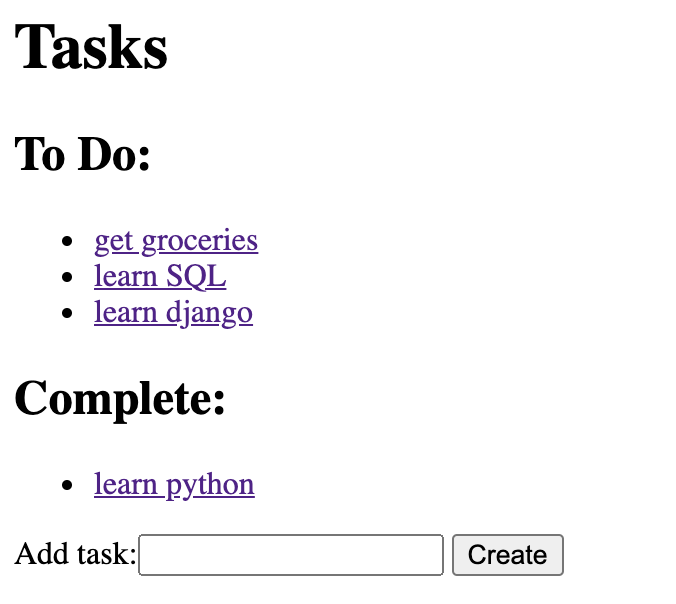 Tasks
To Do:
get groceries
learn SQL
learn django
Complete:
learn python
Add task: Create